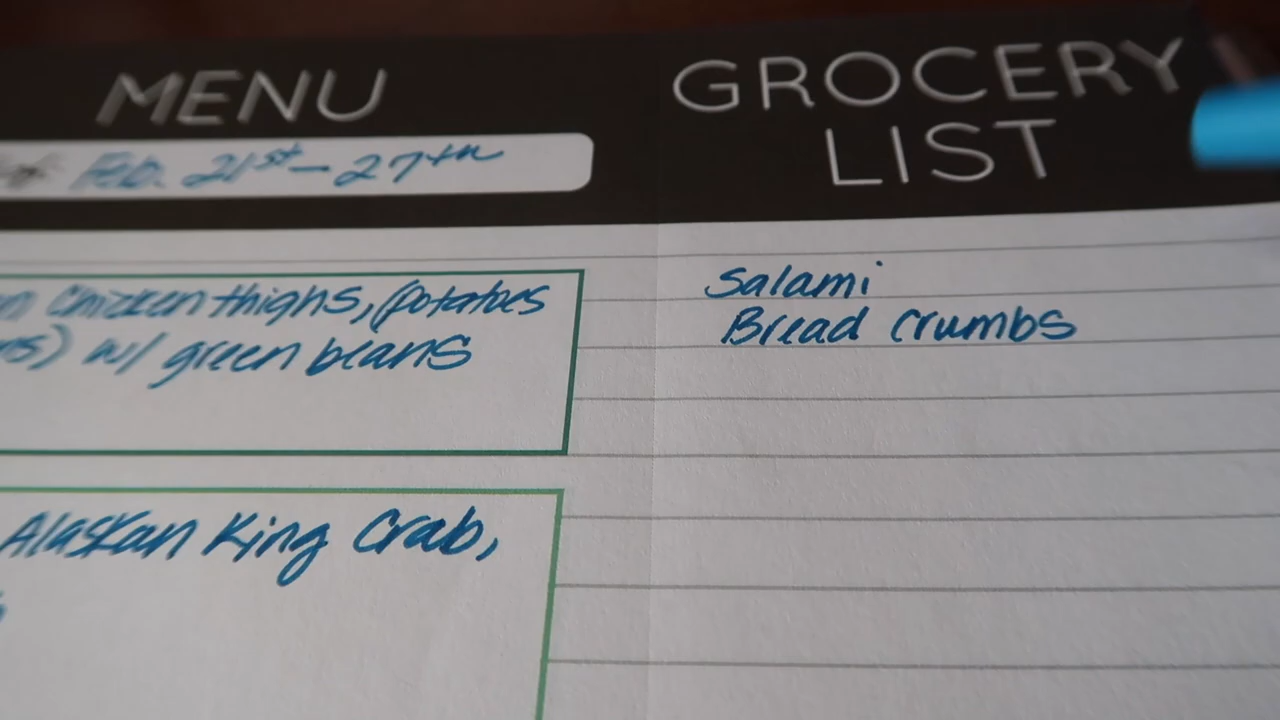 MENU
Feb. 21st - 27th
Chicken thighs, (potatoes
w/ green beans
Alaskan King Crab,
GROCERY
LIST
Salami
Bread crumbs